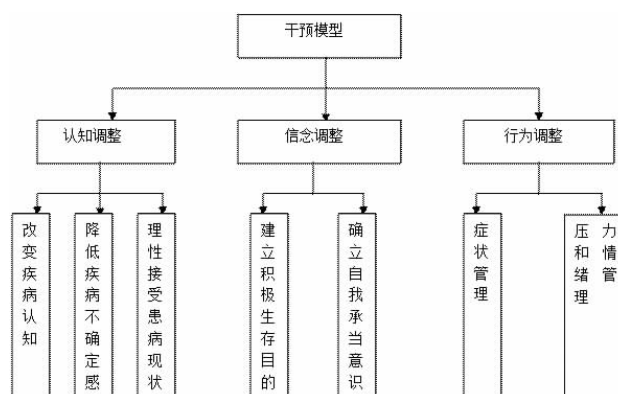 干预模型
认知调整
信念调整
行为调整
改变疾病认知
降低疾病不确定感
理性接受患病现状
建立积极生存目的
确立自我承当意识
症状管理
压力和情绪管理